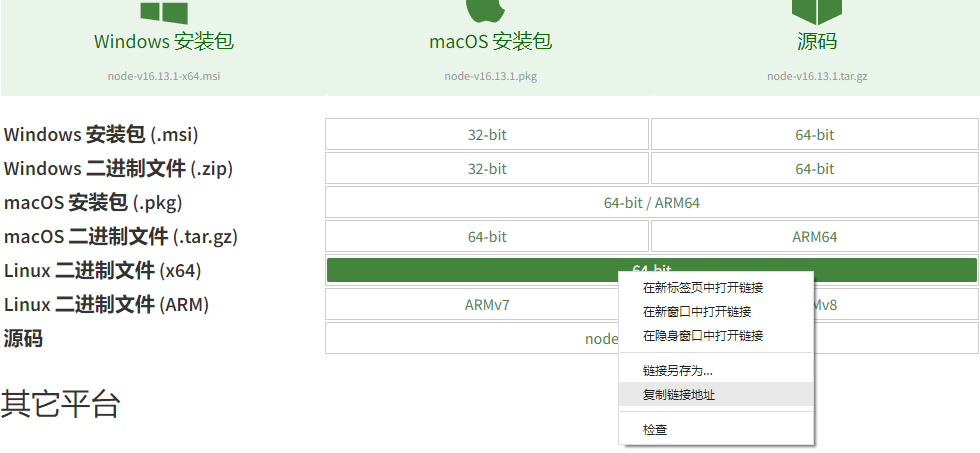 Windows 安装包 macOS 安装包 源码
node-v16.13.1-x64.msi node-v16.13.1.pkg node-v16.13.1.tar.gz
Windows 安装包 (.msi) 32-bit 64-bit
Windows 二进制文件 (.zip) 32-bit 64-bit
macOS 安装包 (.pkg) 64-bit / ARM64
macOS 二进制文件 (.tar.gz) 64-bit ARM64
Linux 二进制文件 (x64) 64-bit
Linux 二进制文件 (ARM) ARMv7 v8
源码 node
其它平台
在新标签页中打开链接
在新窗口中打开链接
在隐身窗口中打开链接
链接另存为...
复制链接地址
检查